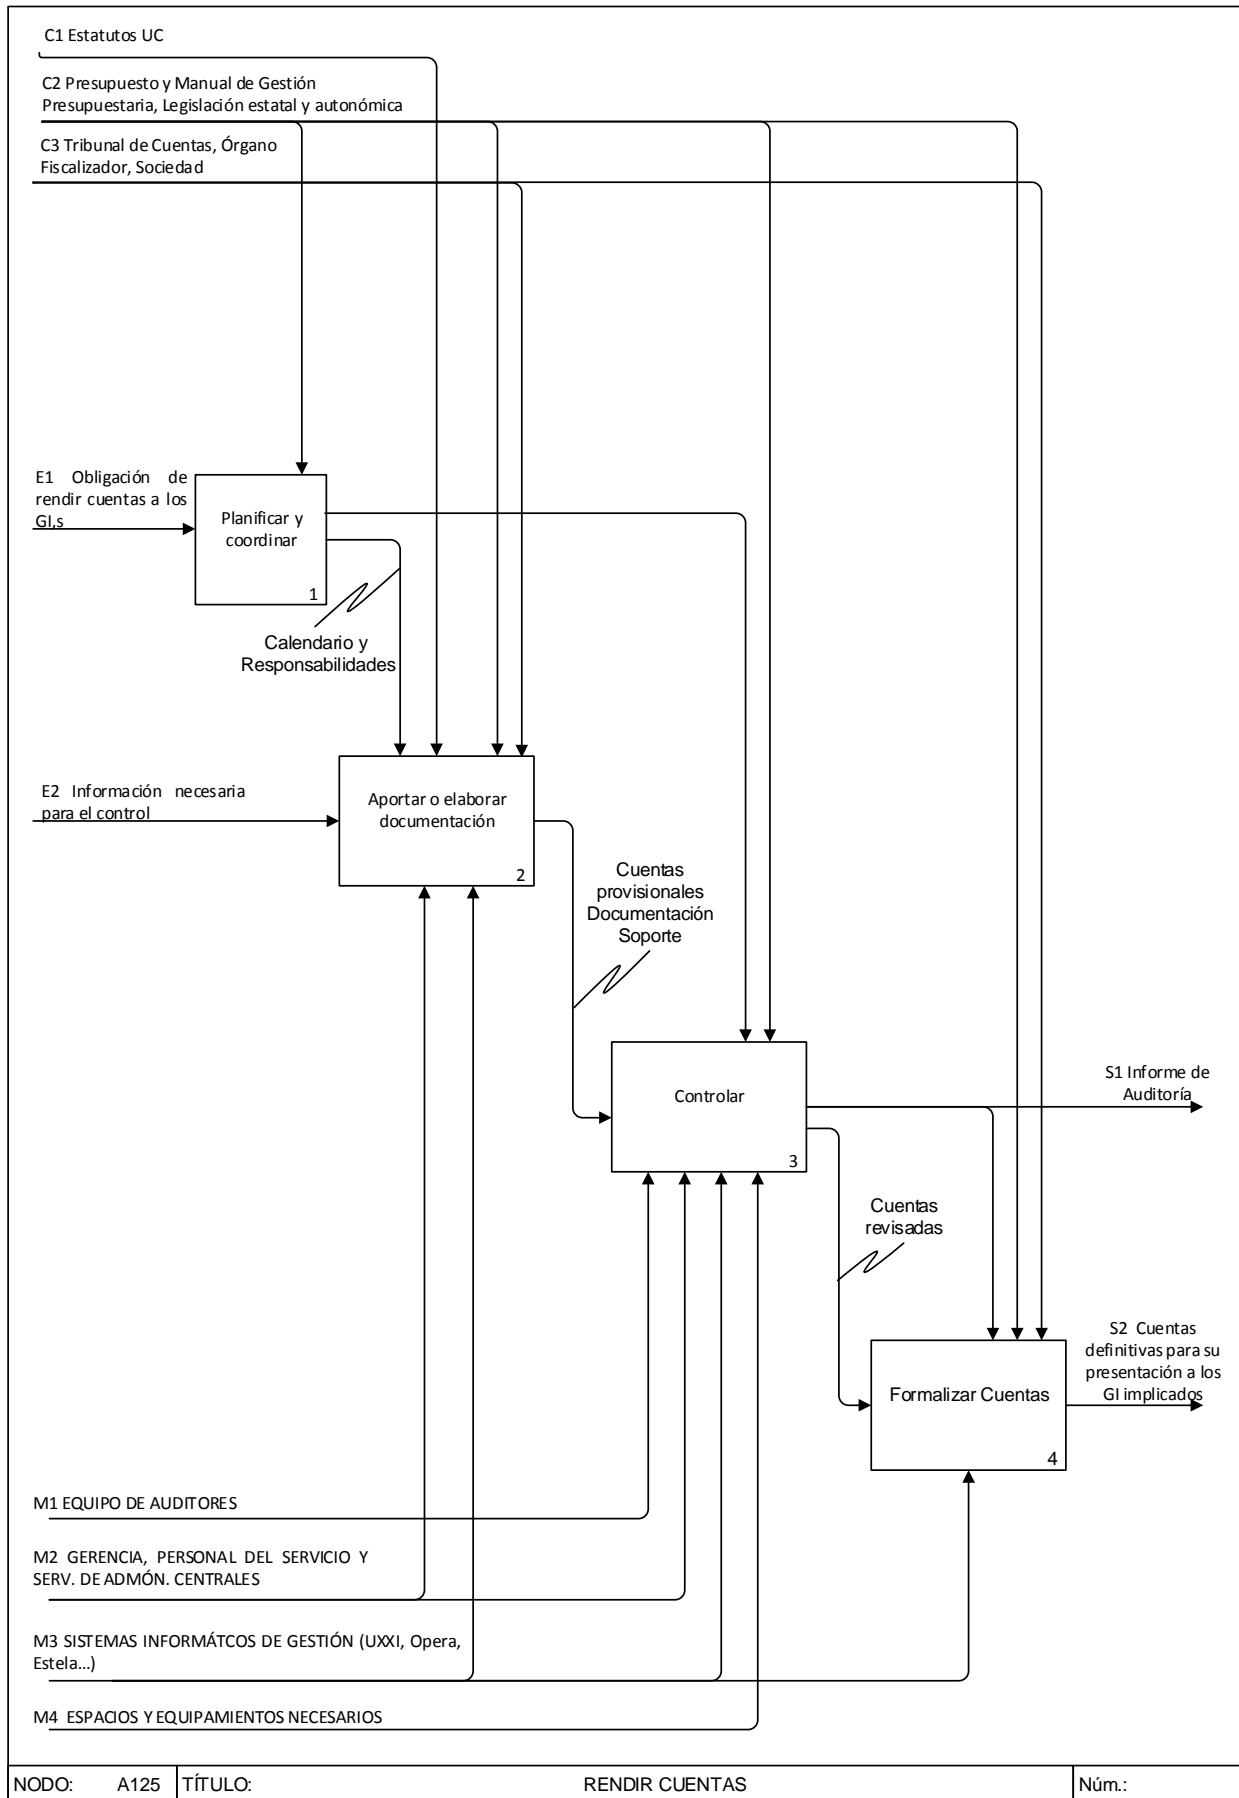 C1 Estatutos UC
C2 Presupuesto y Manual de Gestión
Presupuestaria, Legislación estatal y autonómica
C3 Tribunal de Cuentas, Órgano
Fiscalizador, Sociedad
E1 Obligación de
rendir cuentas a los
GI,s
Planificar y
coordinar
1
Calendario y
Responsabilidades
E2 Información necesaria
para el control
Aportar o elaborar
documentación
2
Cuentas
provisionales
Documentación
Soporte
Controlar
3
S1 Informe de
Auditoría
Cuentas
revisadas
S2 Cuentas
definitivas para su
presentación a los
GI implicados
Formalizar Cuentas
4
M1 EQUIPO DE AUDITORES
M2 GERENCIA, PERSONAL DEL SERVICIO Y
SERV. DE ADMÓN. CENTRALES
M3 SISTEMAS INFORMÁTCOS DE GESTIÓN (UXXI, Opera,
Estela...)
M4 ESPACIOS Y EQUIPAMIENTOS NECESARIOS
NODO: A125 TÍTULO: RENDIR CUENTAS Núm.: